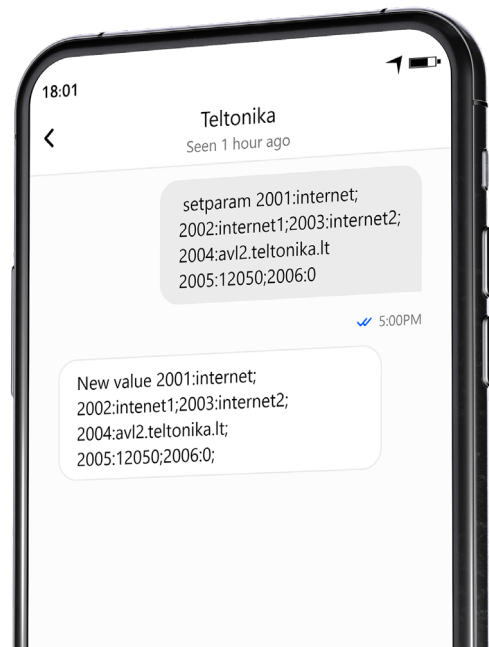 18:01
Teltonika
Seen 1 hour ago
setparam 2001:internet;
2002:internet1;2003:internet2;
2004:avl2.teltonika.lt
2005:12050;2006:0
5:00PM
New value 2001:internet;
2002:intenet1;2003:internet2;
2004:avl2.teltonika.lt;
2005:12050;2006:0;